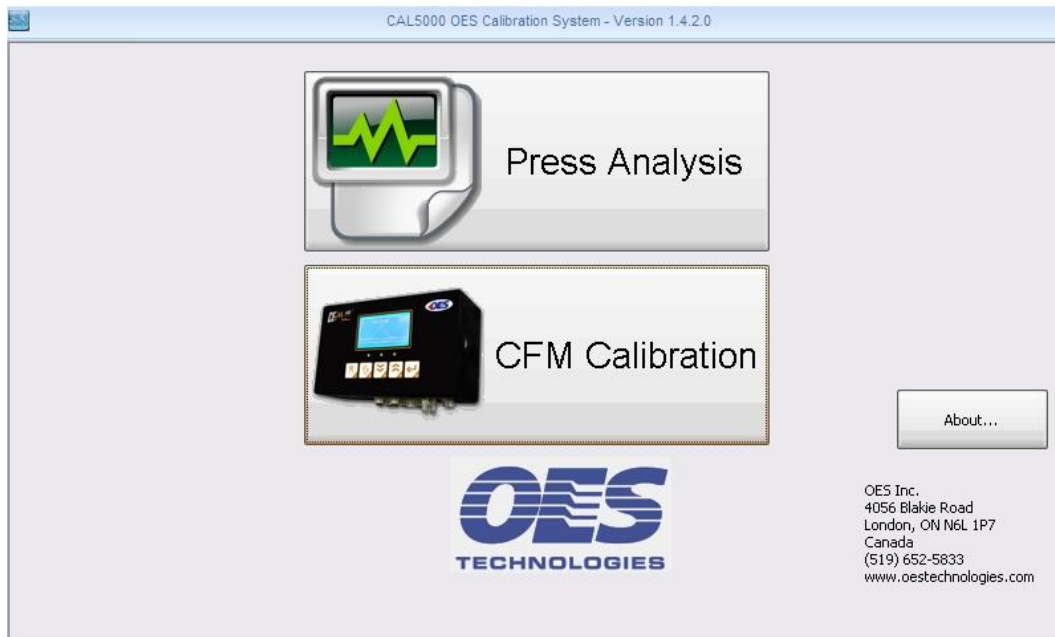 CAL5000 OES Calibration System - Version 1.4.2.0
Press Analysis
OES
CFM Calibration
About...
OES
TECHNOLOGIES
OES Inc.
4056 Blakie Road
London, ON N6L 1P7
Canada
(519) 652-5833
www.oestechnologies.com